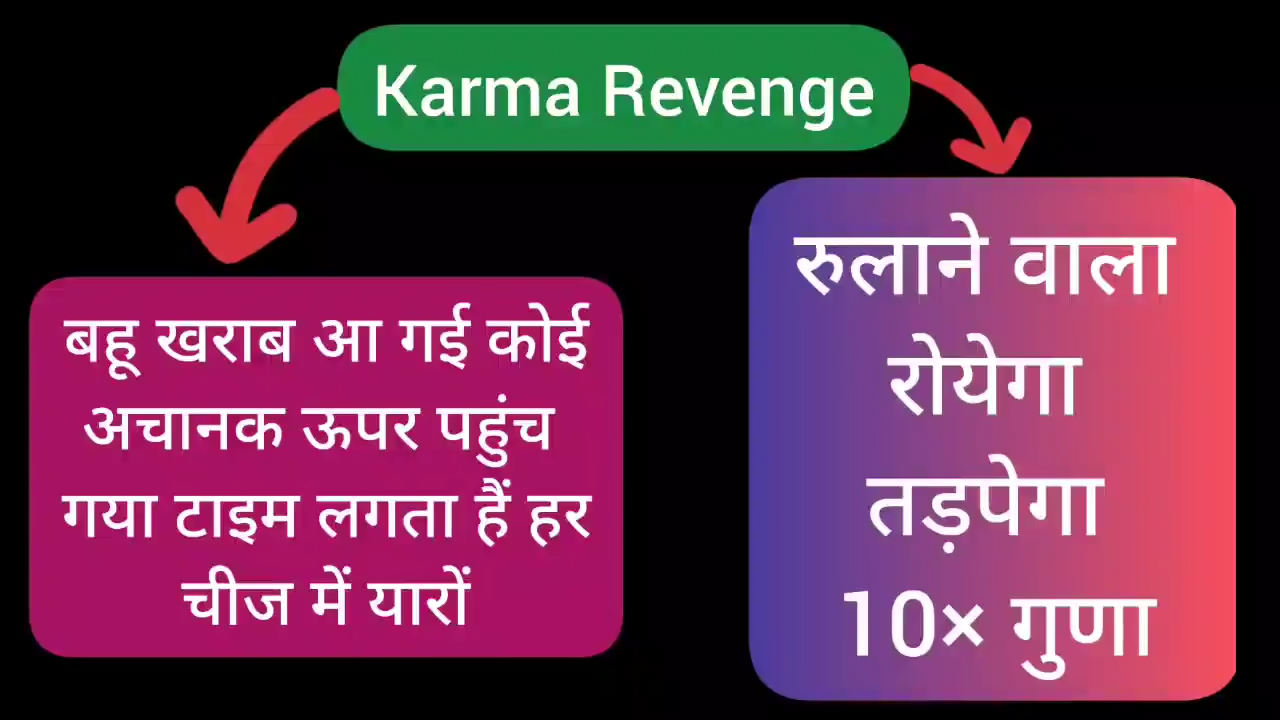 Karma Revenge
बहू खराब आ गई कोई
अचानक ऊपर पहुंच
गया टाइम लगता हैं हर
चीज में यारों
रुलाने वाला
रोयेगा
तड़पेगा
10× गुणा